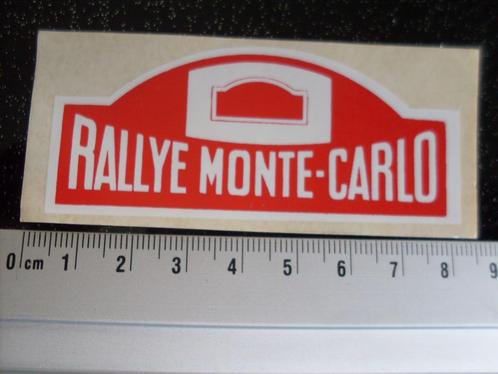 RALLYE MONTE-CARLO
0 cm 1 2 3 4 5 6 7 8 9